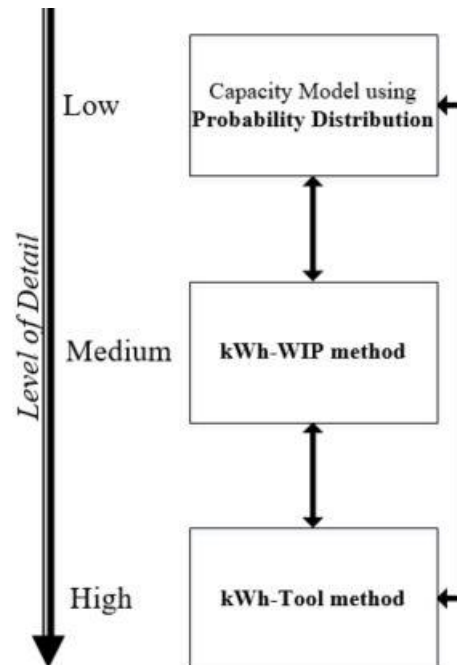 Low
Capacity Model using
Probability Distribution
Level of Detail
Medium
kWh-WIP method
High
kWh-Tool method